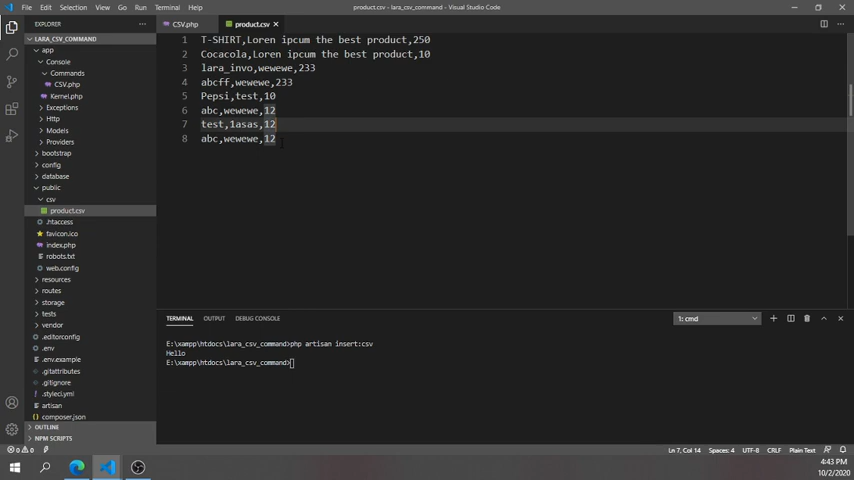 File Edit Selection View Go Run Terminal Help
product.csv - lara_csv_command - Visual Studio Code
EXPLORER
CSV.php
product.csv
LARA_CSV_COMMAND
app
Console
Commands
CSV.php
Kernel.php
Exceptions
Http
Models
Providers
bootstrap
config
database
public
csv
product.csv
.htaccess
favicon.ico
index.php
robots.txt
web.config
resources
routes
storage
tests
vendor
.editorconfig
.env
.env.example
.gitattributes
.gitignore
.styleci.yml
artisan
composer.json
OUTLINE
NPM SCRIPTS
1 T-SHIRT,Loren ipcum the best product,250
2 Cocacola,Loren ipcum the best product,10
3 lara_invo,wewewe,233
4 abcff,wewewe,233
5 Pepsi,test,10
6 abc,wewewe,12
7 test,1asas,12
8 abc,wewewe,12
TERMINAL OUTPUT DEBUG CONSOLE
1: cmd
E:\xampp\htdocs\lara_csv_command>php artisan insert:csv
Hello
E:\xampp\htdocs\lara_csv_command>
0 0
Ln 7, Col 14 Spaces: 4 UTF-8 CRLF Plain Text
4:43 PM
10/2/2020